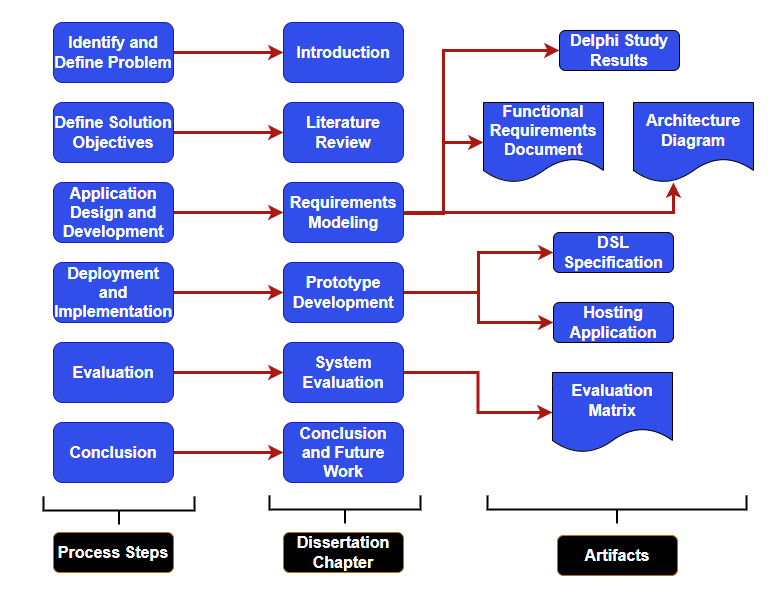 Identify and
Define Problem
Introduction
Delphi Study
Results
Define Solution
Objectives
Literature
Review
Functional
Requirements
Document
Architecture
Diagram
Application
Design and
Development
Requirements
Modeling
DSL
Specification
Deployment
and
Implementation
Prototype
Development
Hosting
Application
Evaluation
System
Evaluation
Evaluation
Matrix
Conclusion
Conclusion
and Future
Work
Process Steps
Dissertation
Chapter
Artifacts